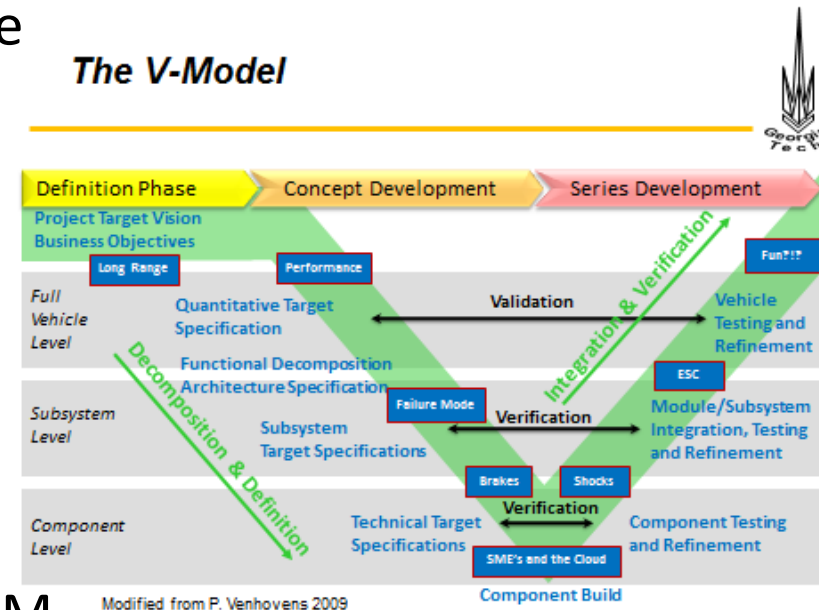 e
The V-Model
Georgia
Tech
Definition Phase
Concept Development
Series Development
Project Target Vision
Business Objectives
Long Range
Performance
Fun?!?
Full
Vehicle
Level
Quantitative Target
Specification
Validation
Vehicle
Testing and
Refinement
Decomposition & Definition
Integration & Verification
Functional Decomposition
Architecture Specification
Failure Mode
ESC
Subsystem
Level
Subsystem
Target Specifications
Verification
Module/Subsystem
Integration, Testing
and Refinement
Brakes
Shocks
Component
Level
Technical Target
Specifications
Verification
Component Testing
and Refinement
SME's and the Cloud
Component Build
M
Modified from P. Venhovens 2009